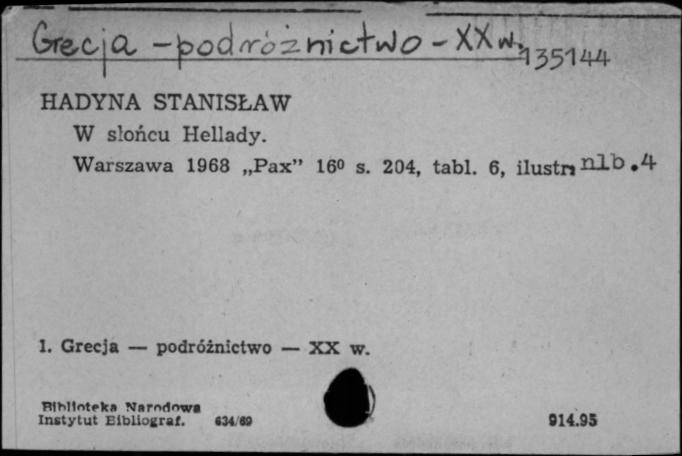 Grecja - podróżnictwo - XX w.
135144
HADYNA STANISŁAW
W słońcu Hellady.
Warszawa 1968 „Pax” 16⁰ s. 204, tabl. 6, ilustr, nlb.4
1. Grecja — podróżnictwo — XX w.
Biblioteka Narodowa
Instytut Bibliograf. 634/69
914.95